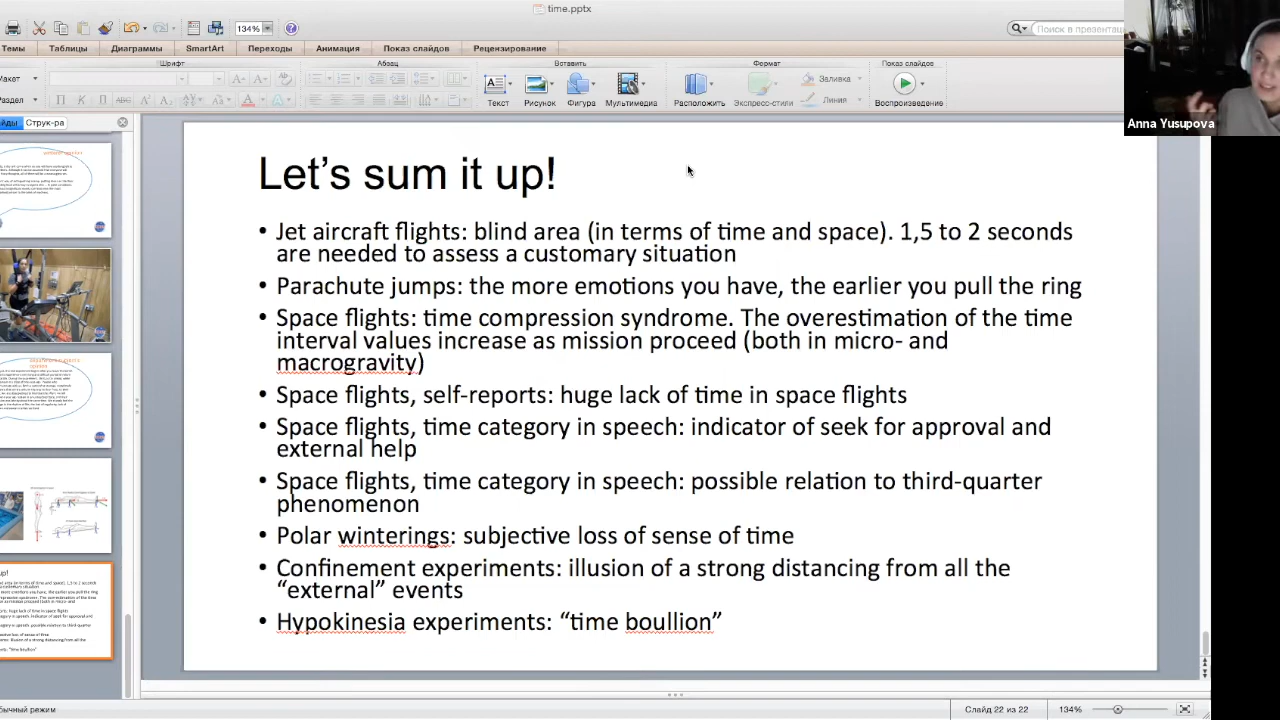 time.pptx
134%
Поиск в презентац
Темы Таблицы Диаграммы SmartArt Переходы Анимация Показ слайдов Рецензирование
Шрифт Абзац Вставить Формат Показ слайдов
Текст Рисунок Фигура Мультимедиа Расположить Экспресс-стили Заливка Линия Воспроизведение
Anna Yusupova
Струк-ра
Let's sum it up!
• Jet aircraft flights: blind area (in terms of time and space). 1,5 to 2 seconds
are needed to assess a customary situation
• Parachute jumps: the more emotions you have, the earlier you pull the ring
• Space flights: time compression syndrome. The overestimation of the time
interval values increase as mission proceed (both in micro- and
macrogravity)
• Space flights, self-reports: huge lack of time in space flights
• Space flights, time category in speech: indicator of seek for approval and
external help
• Space flights, time category in speech: possible relation to third-quarter
phenomenon
• Polar winterings: subjective loss of sense of time
• Confinement experiments: illusion of a strong distancing from all the
“external” events
• Hypokinesia experiments: “time boullion”
Слайд 22 из 22 134%